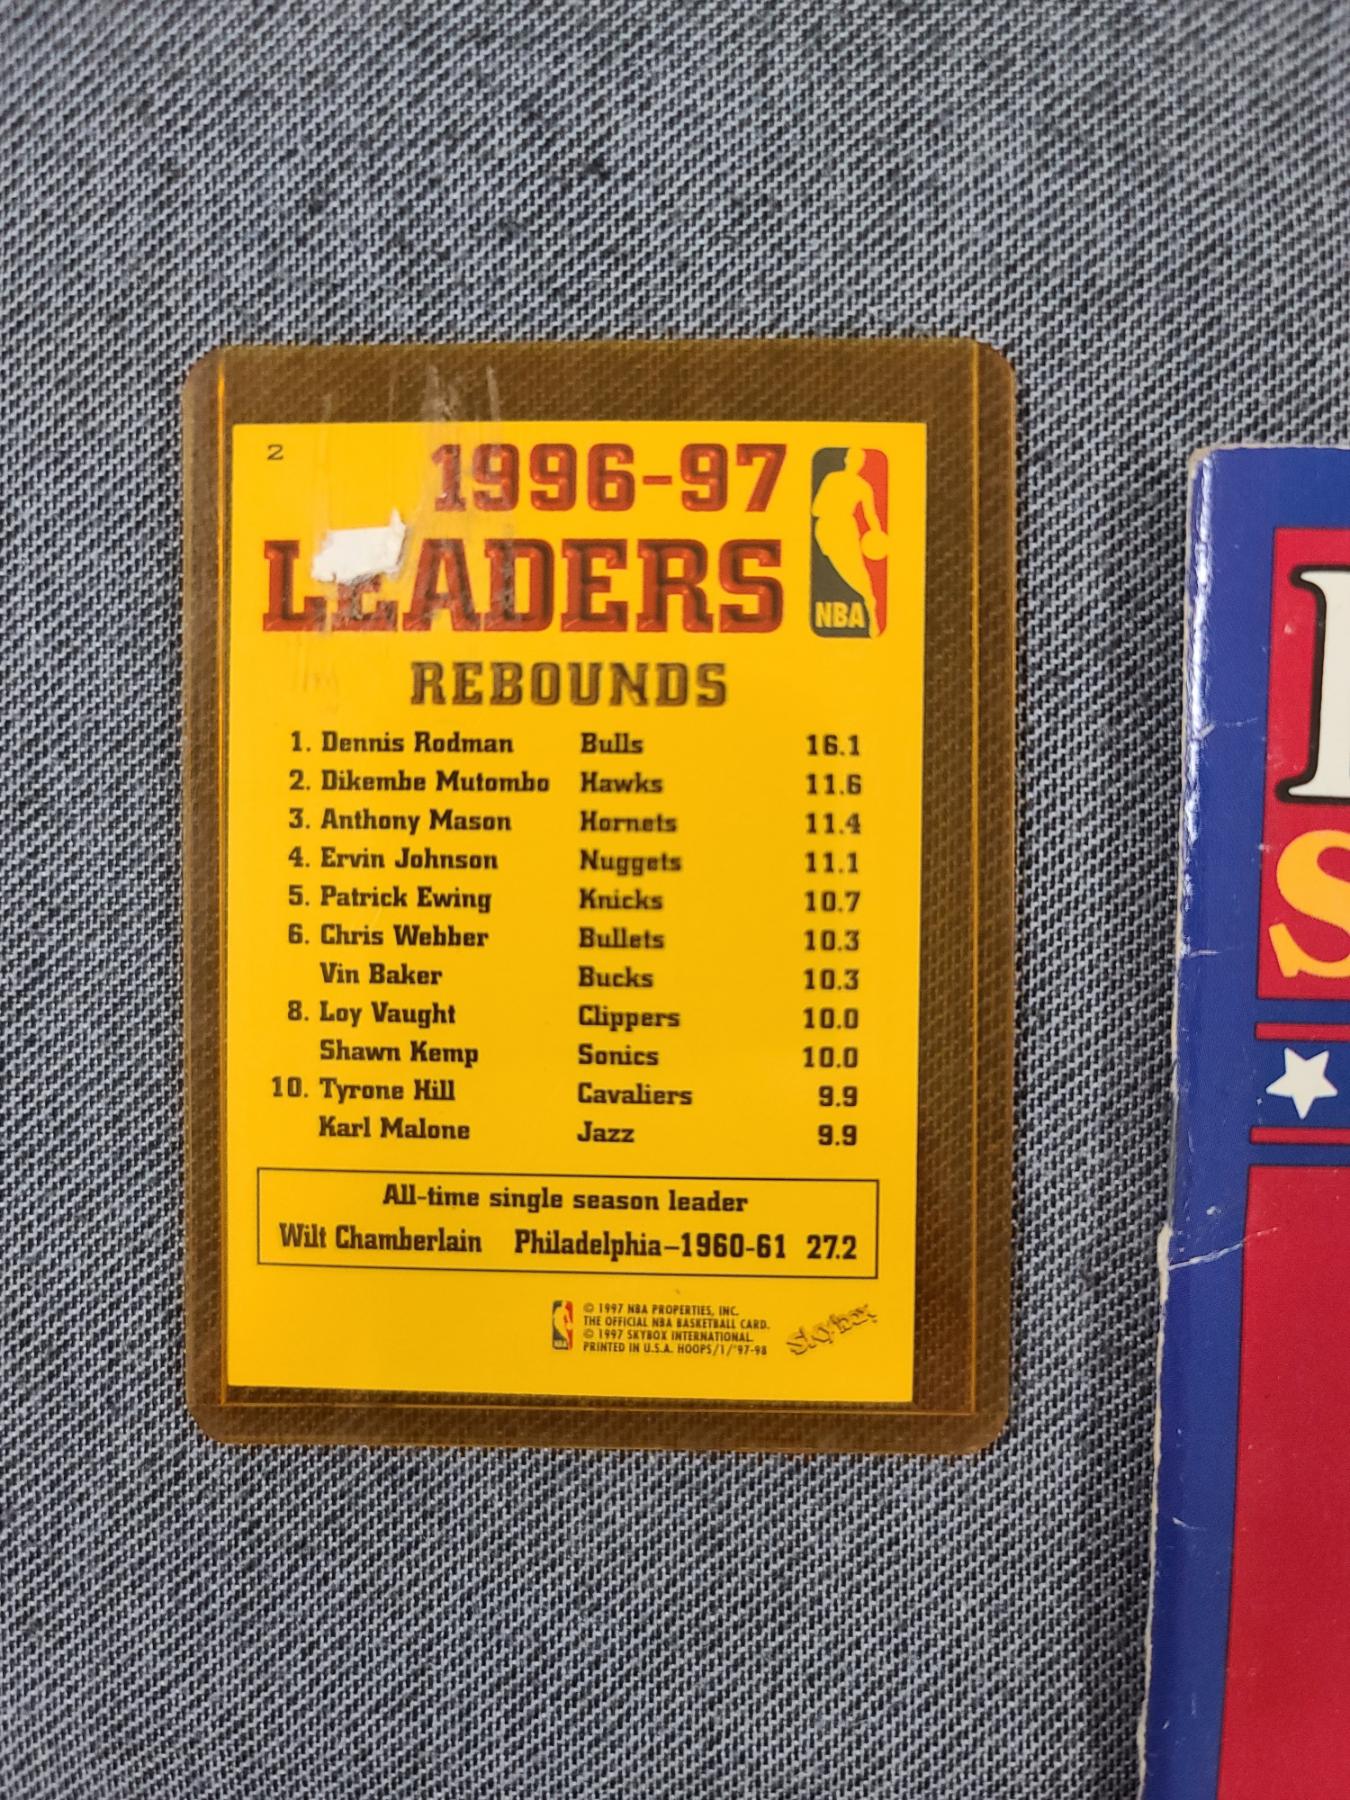 2
1996-97
LEADERS
NBA
REBOUNDS
1. Dennis Rodman Bulls 16.1
2. Dikembe Mutombo Hawks 11.6
3. Anthony Mason Hornets 11.4
4. Ervin Johnson Nuggets 11.1
5. Patrick Ewing Knicks 10.7
6. Chris Webber Bullets 10.3
Vin Baker Bucks 10.3
8. Loy Vaught Clippers 10.0
Shawn Kemp Sonics 10.0
10. Tyrone Hill Cavaliers 9.9
Karl Malone Jazz 9.9
All-time single season leader
Wilt Chamberlain Philadelphia-1960-61 27.2
NBA
© 1997 NBA PROPERTIES, INC.
THE OFFICIAL NBA BASKETBALL CARD.
© 1997 SKYBOX INTERNATIONAL.
PRINTED IN U.S.A. HOOPS/1/'97-98
Skybox
S